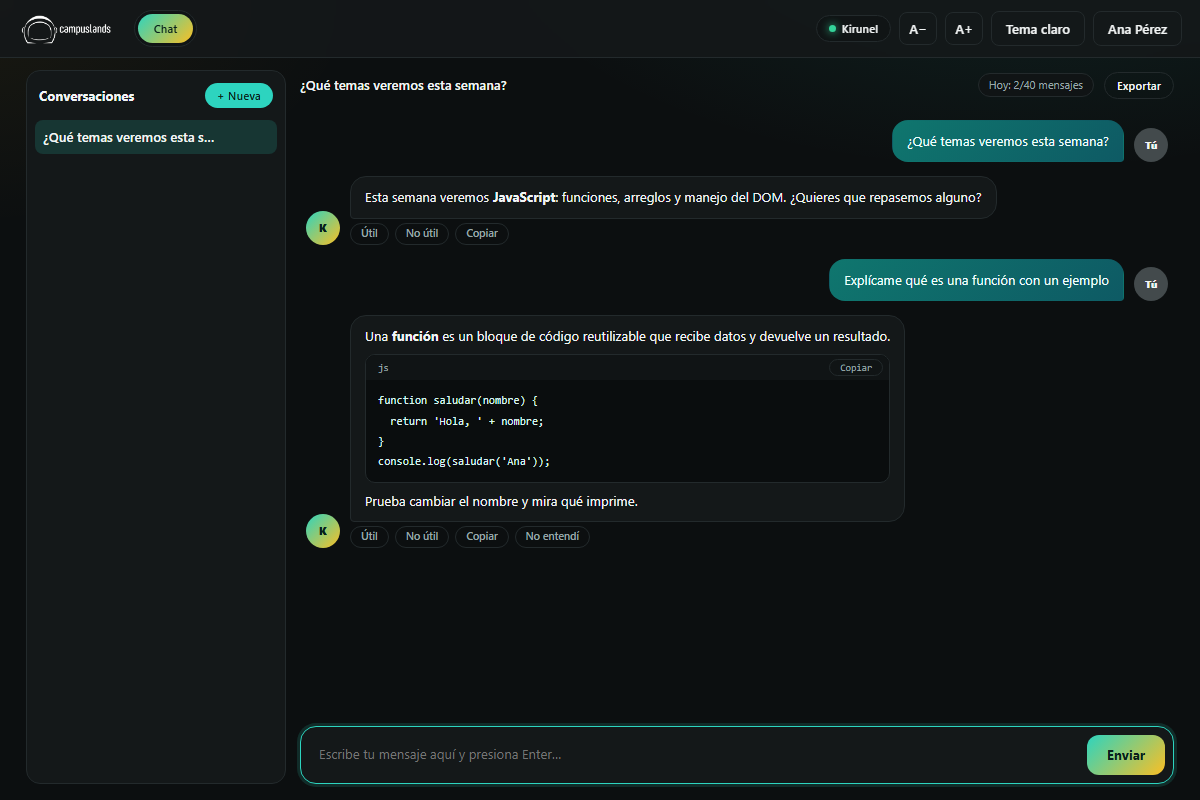 campuslands
Chat
Kirunel
A−
A+
Tema claro
Ana Pérez
Conversaciones
+ Nueva
¿Qué temas veremos esta s...
¿Qué temas veremos esta semana?
Hoy: 2/40 mensajes
Exportar
¿Qué temas veremos esta semana?
Tú
Esta semana veremos JavaScript: funciones, arreglos y manejo del DOM. ¿Quieres que repasemos alguno?
K
Útil
No útil
Copiar
Explícame qué es una función con un ejemplo
Tú
Una función es un bloque de código reutilizable que recibe datos y devuelve un resultado.
js
Copiar
function saludar(nombre) {
  return 'Hola, ' + nombre;
}
console.log(saludar('Ana'));
Prueba cambiar el nombre y mira qué imprime.
K
Útil
No útil
Copiar
No entendí
Escribe tu mensaje aquí y presiona Enter...
Enviar